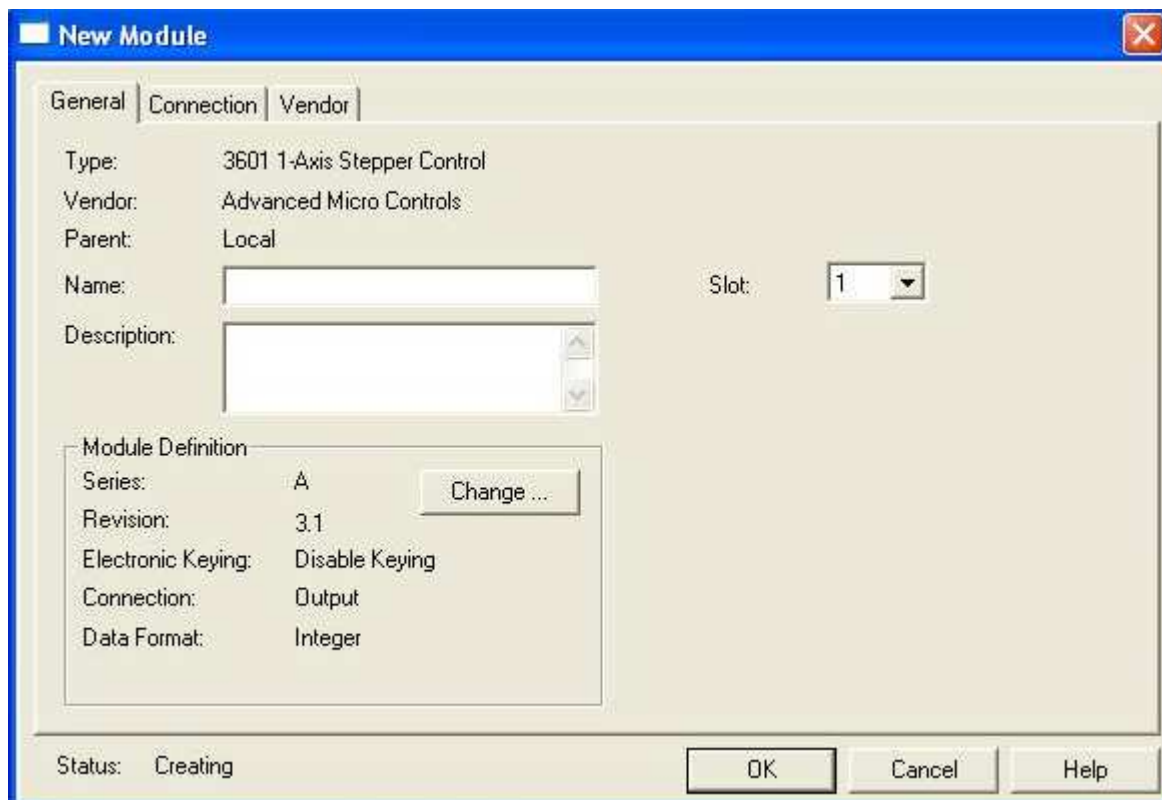 New Module
General Connection Vendor
Type: 3601 1-Axis Stepper Control
Vendor: Advanced Micro Controls
Parent: Local
Name: Slot: 1
Description:
Module Definition
Series: A Change ...
Revision: 3.1
Electronic Keying: Disable Keying
Connection: Output
Data Format: Integer
Status: Creating OK Cancel Help